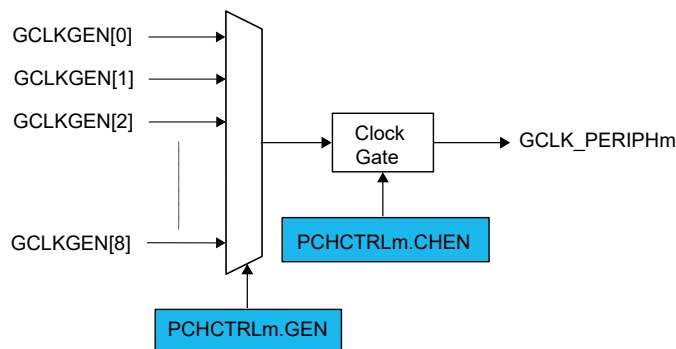 GCLKGEN[0]
GCLKGEN[1]
GCLKGEN[2]
GCLKGEN[8]
Clock
Gate
GCLK_PERIPHm
PCHCTRLm.CHEN
PCHCTRLm.GEN